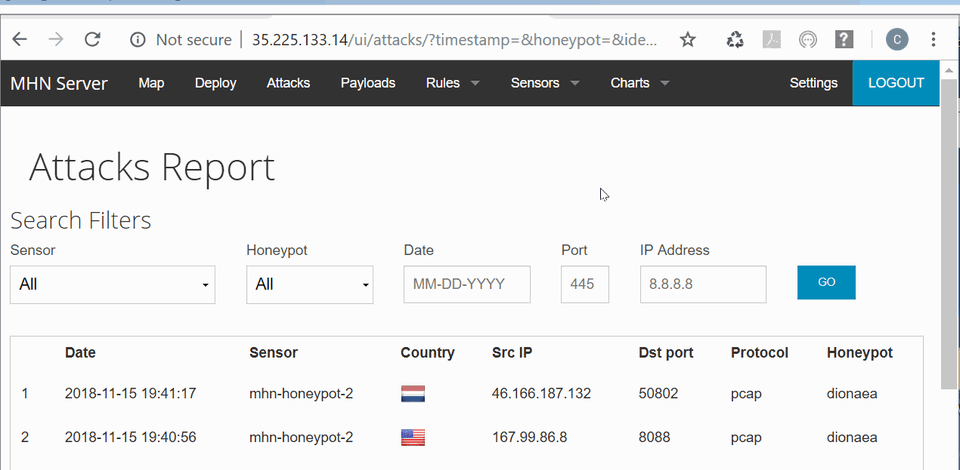 Not secure | 35.225.133.14/ui/attacks/?timestamp=&honeypot=&ide...
C
MHN Server Map Deploy Attacks Payloads Rules Sensors Charts Settings LOGOUT
Attacks Report
Search Filters
Sensor Honeypot Date Port IP Address
All All MM-DD-YYYY 445 8.8.8.8 GO
Date Sensor Country Src IP Dst port Protocol Honeypot
1 2018-11-15 19:41:17 mhn-honeypot-2 46.166.187.132 50802 pcap dionaea
2 2018-11-15 19:40:56 mhn-honeypot-2 167.99.86.8 8088 pcap dionaea